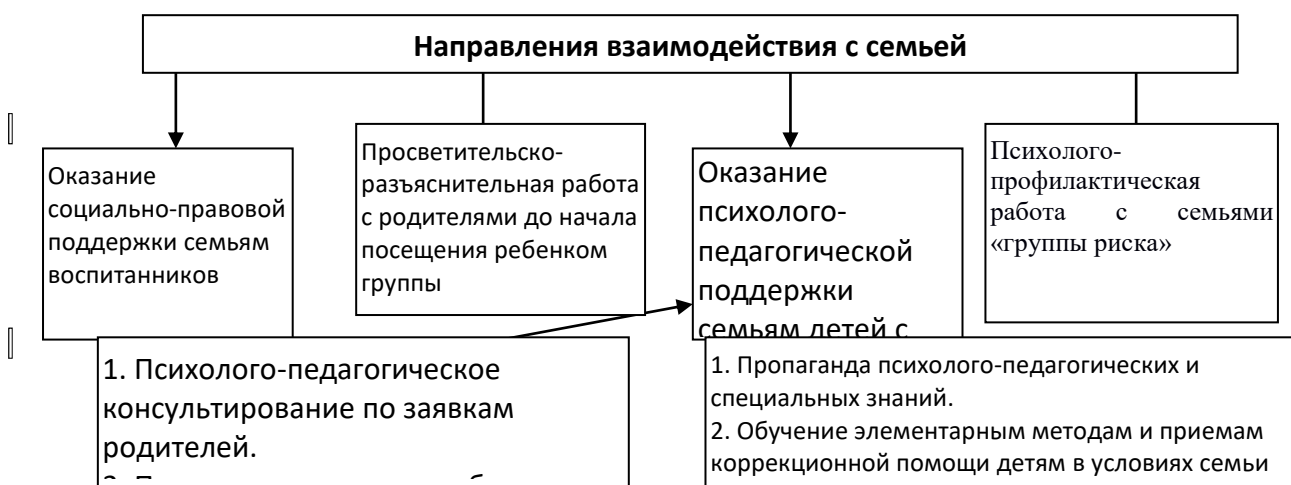 Направления взаимодействия с семьей
Оказание
социально-правовой
поддержки семьям
воспитанников
Просветительско-
разъяснительная работа
с родителями до начала
посещения ребенком
группы
Оказание
психолого-
педагогической
поддержки
семьям детей с
Психолого-
профилактическая
работа с семьями
«группы риска»
1. Психолого-педагогическое
консультирование по заявкам
родителей.
1. Пропаганда психолого-педагогических и
специальных знаний.
2. Обучение элементарным методам и приемам
коррекционной помощи детям в условиях семьи